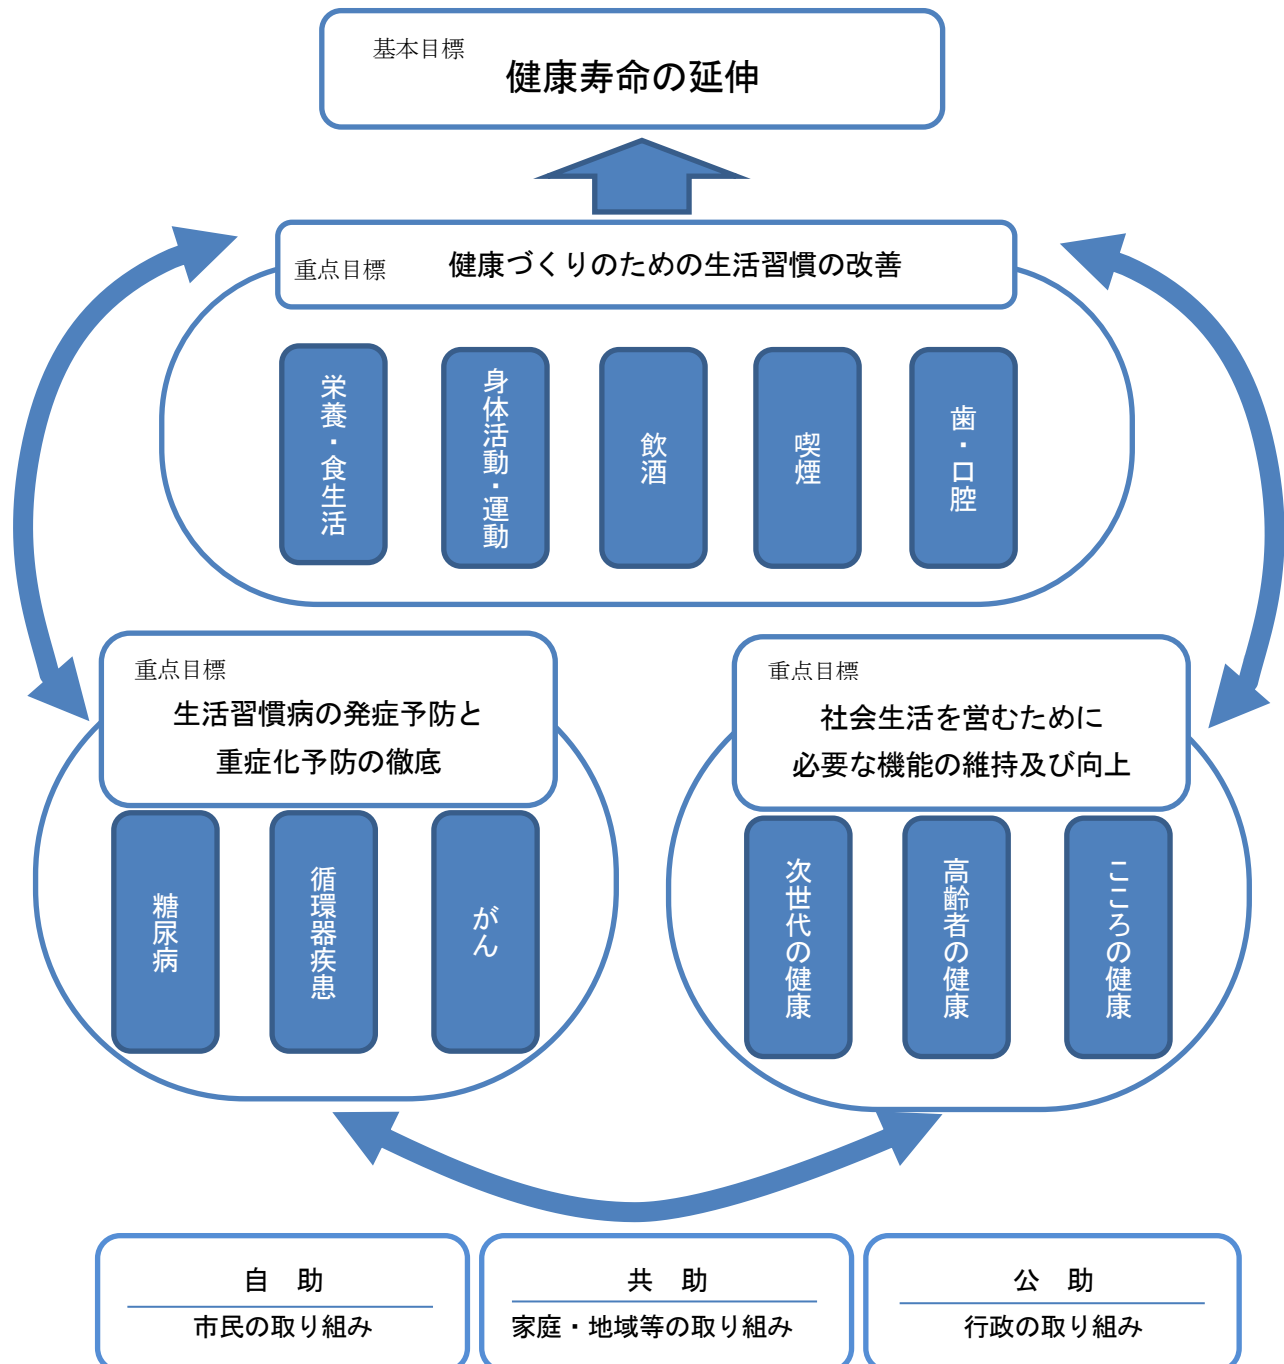 基本目標
健康寿命の延伸
重点目標
健康づくりのための生活習慣の改善
栄養・食生活
身体活動・運動
飲酒
喫煙
歯・口腔
重点目標
生活習慣病の発症予防と
重症化予防の徹底
糖尿病
循環器疾患
がん
重点目標
社会生活を営むために
必要な機能の維持及び向上
次世代の健康
高齢者の健康
こころの健康
自　助
市民の取り組み
共　助
家庭・地域等の取り組み
公　助
行政の取り組み